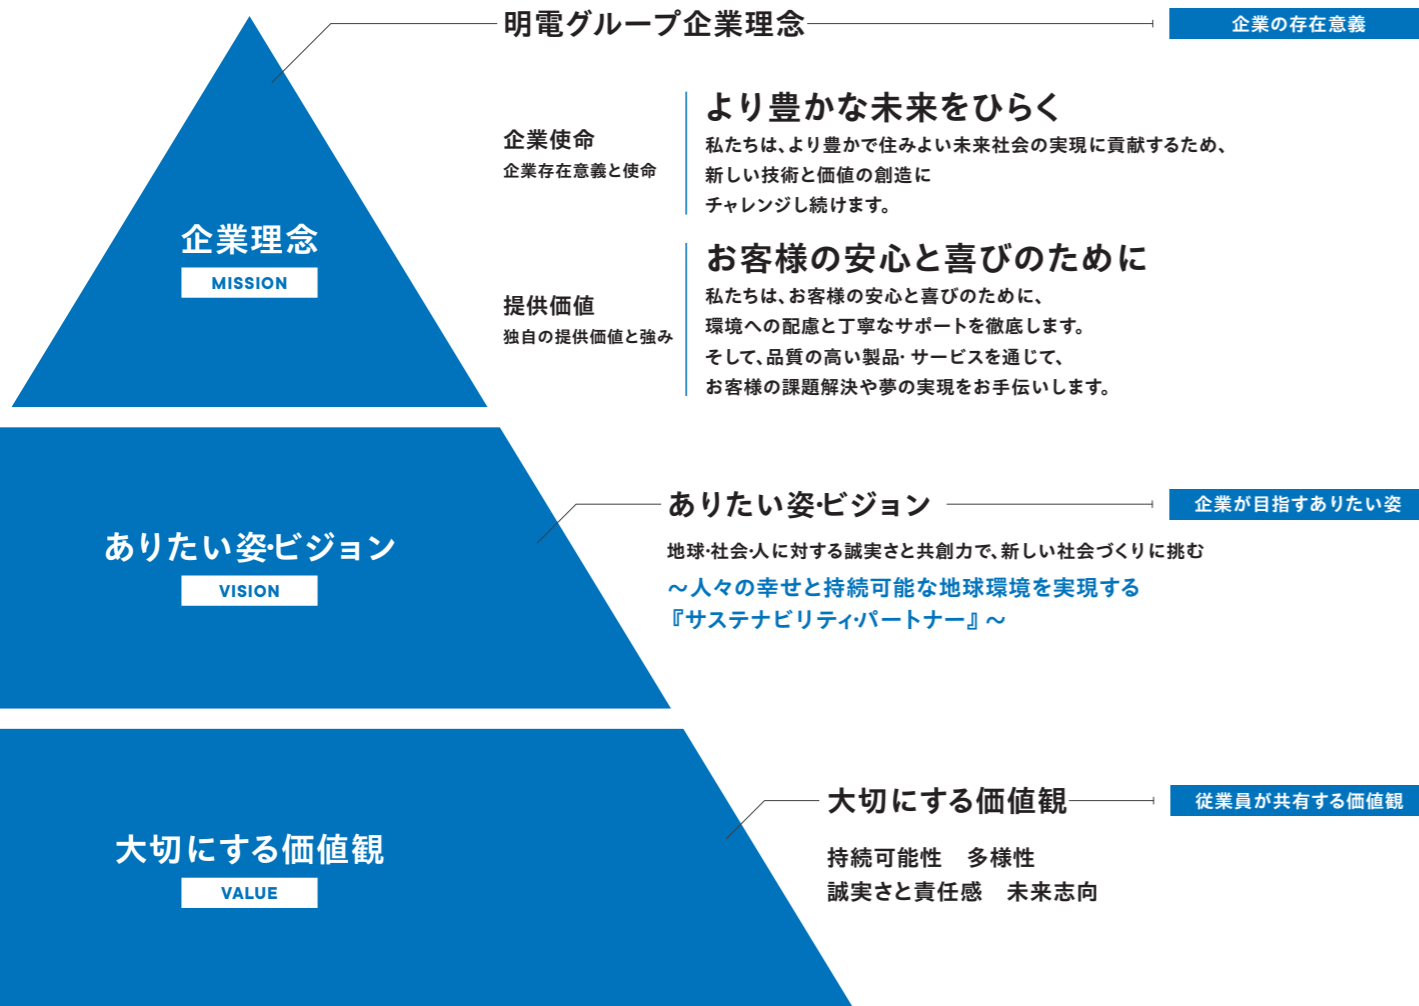 明電グループ企業理念
企業の存在意義
企業理念
MISSION
企業使命
企業存在意義と使命
より豊かな未来をひらく
私たちは、より豊かで住みよい未来社会の実現に貢献するため、
新しい技術と価値の創造に
チャレンジし続けます。
提供価値
独自の提供価値と強み
お客様の安心と喜びのために
私たちは、お客様の安心と喜びのために、
環境への配慮と丁寧なサポートを徹底します。
そして、品質の高い製品・サービスを通じて、
お客様の課題解決や夢の実現をお手伝いします。
ありたい姿・ビジョン
VISION
ありたい姿・ビジョン
企業が目指すありたい姿
地球・社会・人に対する誠実さと共創力で、新しい社会づくりに挑む
～人々の幸せと持続可能な地球環境を実現する
『サステナビリティ・パートナー』～
大切にする価値観
VALUE
大切にする価値観
従業員が共有する価値観
持続可能性　多様性
誠実さと責任感　未来志向